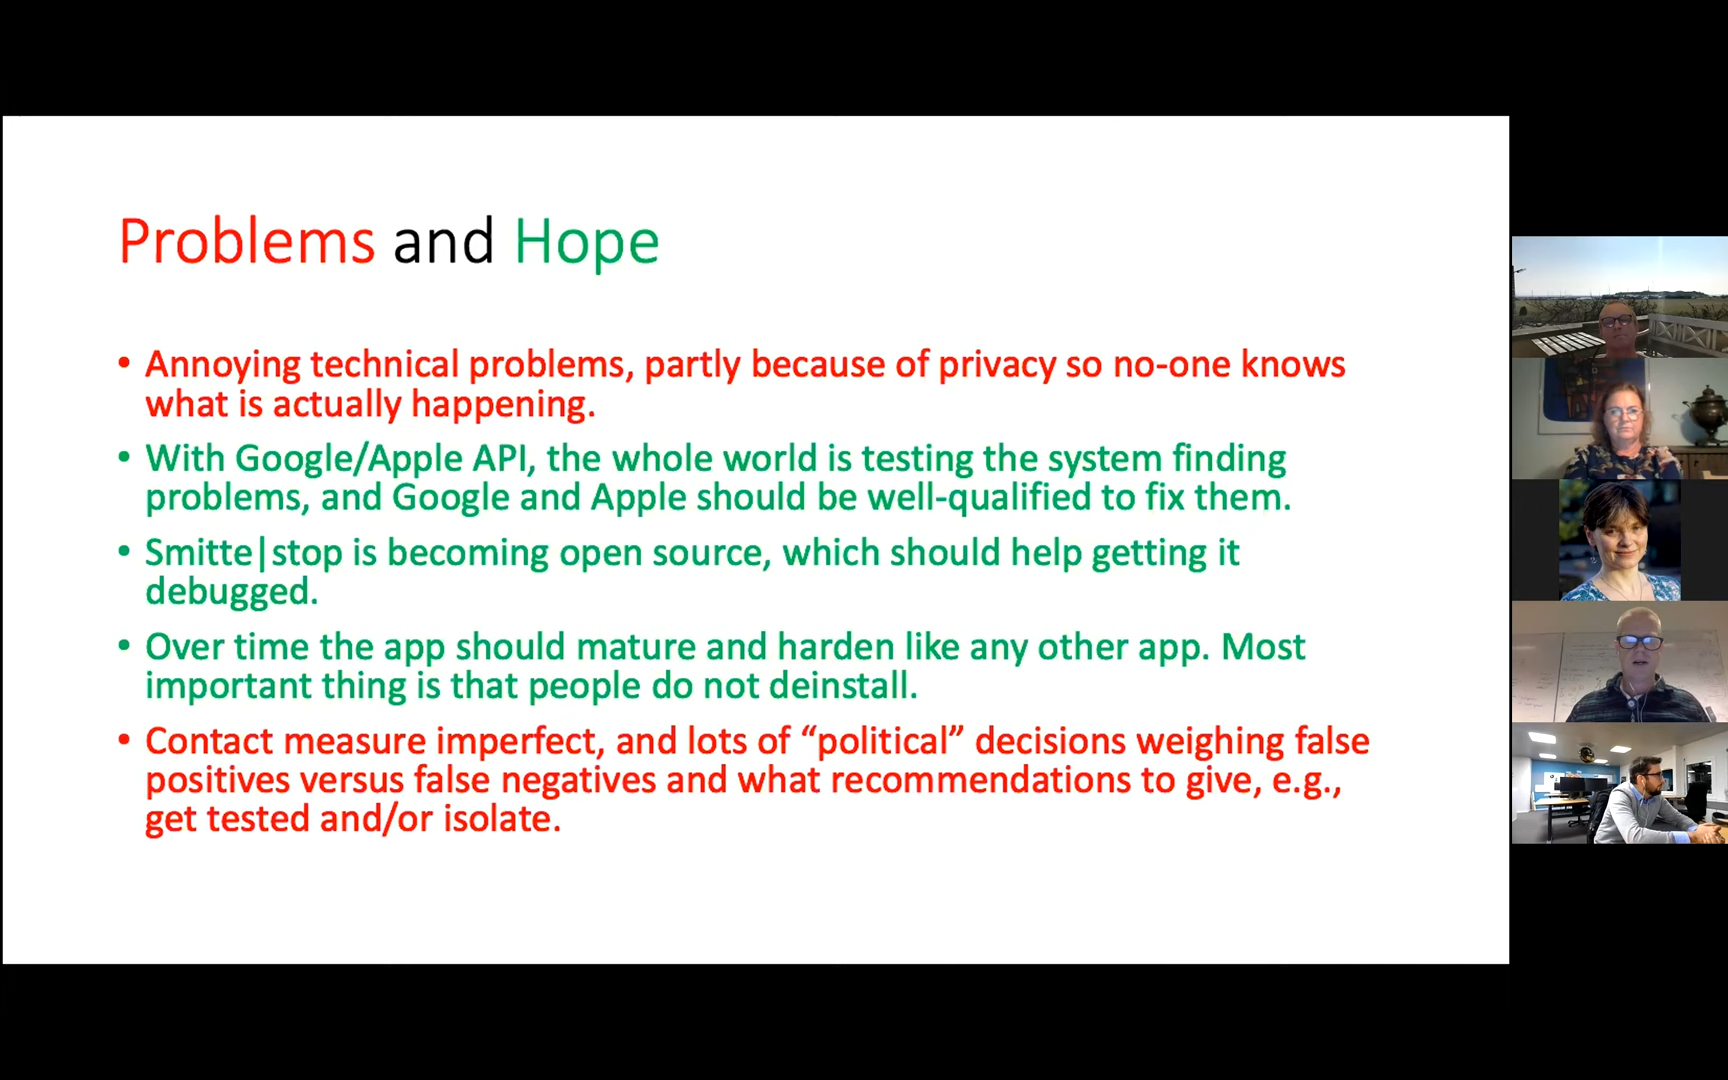 Problems and Hope
• Annoying technical problems, partly because of privacy so no-one knows
what is actually happening.
• With Google/Apple API, the whole world is testing the system finding
problems, and Google and Apple should be well-qualified to fix them.
• Smitte|stop is becoming open source, which should help getting it
debugged.
• Over time the app should mature and harden like any other app. Most
important thing is that people do not deinstall.
• Contact measure imperfect, and lots of “political” decisions weighing false
positives versus false negatives and what recommendations to give, e.g.,
get tested and/or isolate.